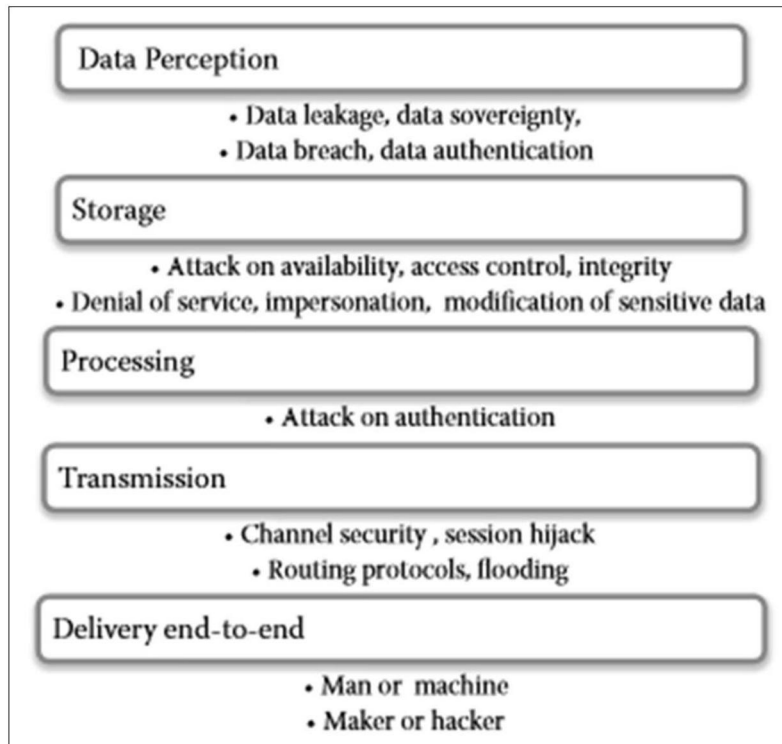 Data Perception
• Data leakage, data sovereignty,
• Data breach, data authentication
Storage
• Attack on availability, access control, integrity
• Denial of service, impersonation, modification of sensitive data
Processing
• Attack on authentication
Transmission
• Channel security , session hijack
• Routing protocols, flooding
Delivery end-to-end
• Man or machine
• Maker or hacker